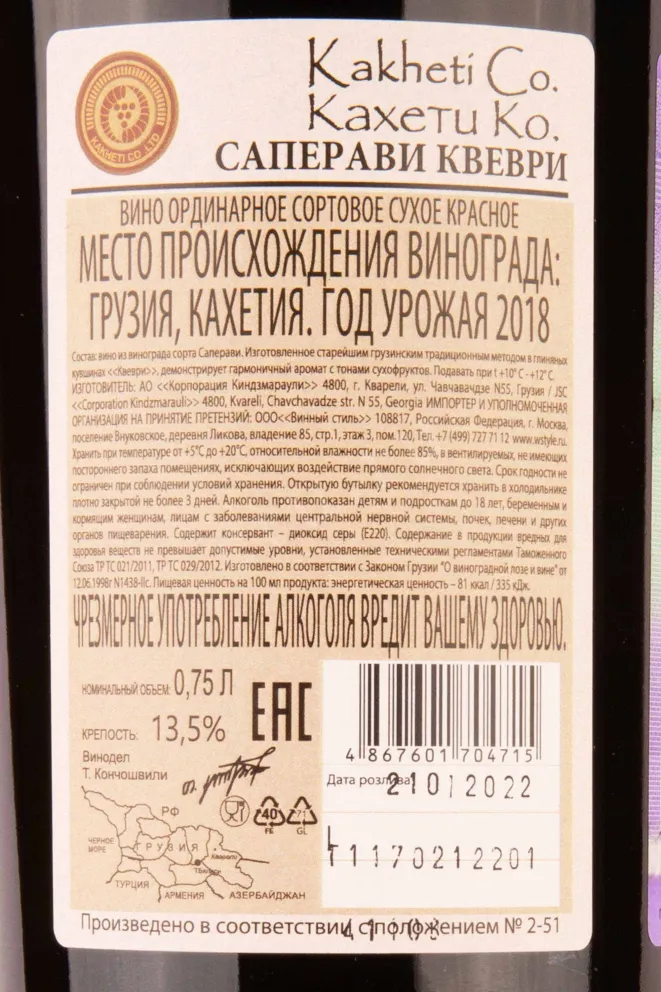 Kakheti Co.
Кахети Ко.
САПЕРАВИ КВЕВРИ
KAKHETI CO .LTD
ВИНО ОРДИНАРНОЕ СОРТОВОЕ СУХОЕ КРАСНОЕ
МЕСТО ПРОИСХОЖДЕНИЯ ВИНОГРАДА:
ГРУЗИЯ, КАХЕТИЯ. ГОД УРОЖАЯ 2018
Состав: вино из винограда сорта Саперави. Изготовленное старейшим грузинским традиционным методом в глиняных
кувшинах <<Квеври>>, демонстрирует гармоничный аромат с тонами сухофруктов. Подавать при t +10° C - +12° C.
ИЗГОТОВИТЕЛЬ: АО <<Корпорация Киндзмараули>> 4800, г. Кварели, ул. Чавчавадзе N55, Грузия / JSC
<<Corporation Kindzmarauli>> 4800, Kvareli, Chavchavadze str. N 55, Georgia ИМПОРТЕР И УПОЛНОМОЧЕННАЯ
ОРГАНИЗАЦИЯ НА ПРИНЯТИЕ ПРЕТЕНЗИЙ: ООО<<Винный стиль>> 108817, Российская Федерация, г. Москва,
поселение Внуковское, деревня Ликова, владение 85, стр.1, этаж 3, пом.120, Тел. +7 (499) 727 71 12 www.wstyle.ru.
Хранить при температуре от +5°C до +20°C, относительной влажности не более 85%, в вентилируемых, не имеющих
постороннего запаха помещениях, исключающих воздействие прямого солнечного света. Срок годности не
ограничен при соблюдении условий хранения. Открытую бутылку рекомендуется хранить в холодильнике
плотно закрытой не более 3 дней. Алкоголь противопоказан детям и подросткам до 18 лет, беременным и
кормящим женщинам, лицам с заболеваниями центральной нервной системы, почек, печени и других
органов пищеварения. Содержит консервант – диоксид серы (Е220). Содержание в продукции вредных для
здоровья веществ не превышает допустимые уровни, установленные техническими регламентами Таможенного
Союза ТР ТС 021/2011, ТР ТС 029/2012. Изготовлено в соответствии с Законом Грузии "О виноградной лозе и вине" от
12.06.1998г N1438-IIс. Пищевая ценность на 100 мл продукта: энергетическая ценность – 81 ккал / 335 кДж.
ЧРЕЗМЕРНОЕ УПОТРЕБЛЕНИЕ АЛКОГОЛЯ ВРЕДИТ ВАШЕМУ ЗДОРОВЬЮ.
НОМИНАЛЬНЫЙ ОБЪЕМ: 0,75 Л
EAC
КРЕПОСТЬ: 13,5%
4 867601 704715
Винодел
Т. Кончошвили
Дата розлива:
21012022
40
FE
71
GL
L
11170212201
РФ
ЧЕРНОЕ
МОРЕ
ГРУЗИЯ
Кварели
Тбилиси
ТУРЦИЯ
АРМЕНИЯ
АЗЕРБАЙДЖАН
Произведено в соответствии с положением № 2-51